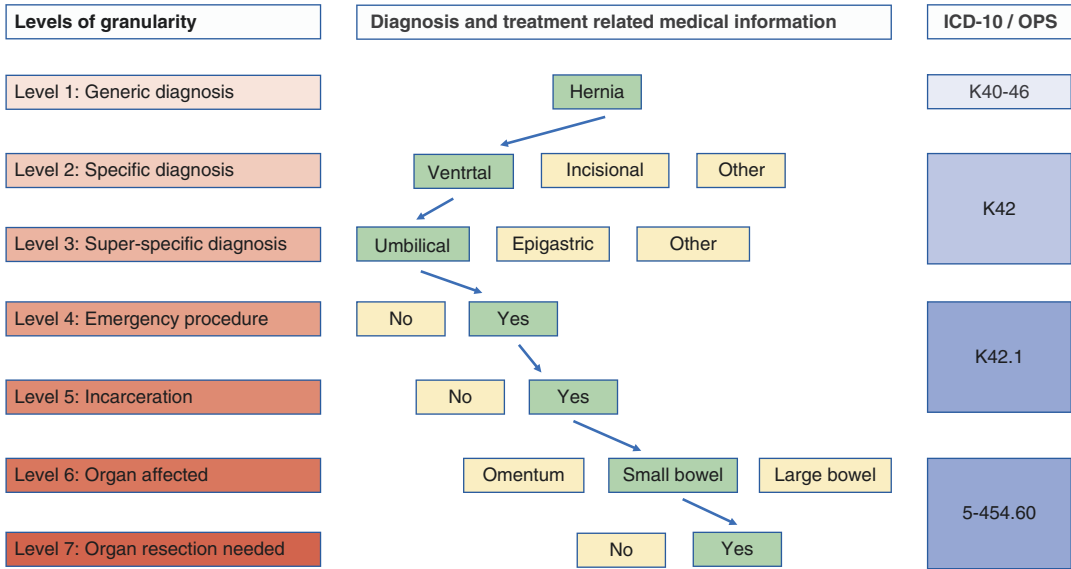 Levels of granularity
Diagnosis and treatment related medical information
ICD-10 / OPS
Level 1: Generic diagnosis
Hernia
K40-46
Level 2: Specific diagnosis
Ventrtal
Incisional
Other
K42
Level 3: Super-specific diagnosis
Umbilical
Epigastric
Other
Level 4: Emergency procedure
No
Yes
K42.1
Level 5: Incarceration
No
Yes
Level 6: Organ affected
Omentum
Small bowel
Large bowel
5-454.60
Level 7: Organ resection needed
No
Yes